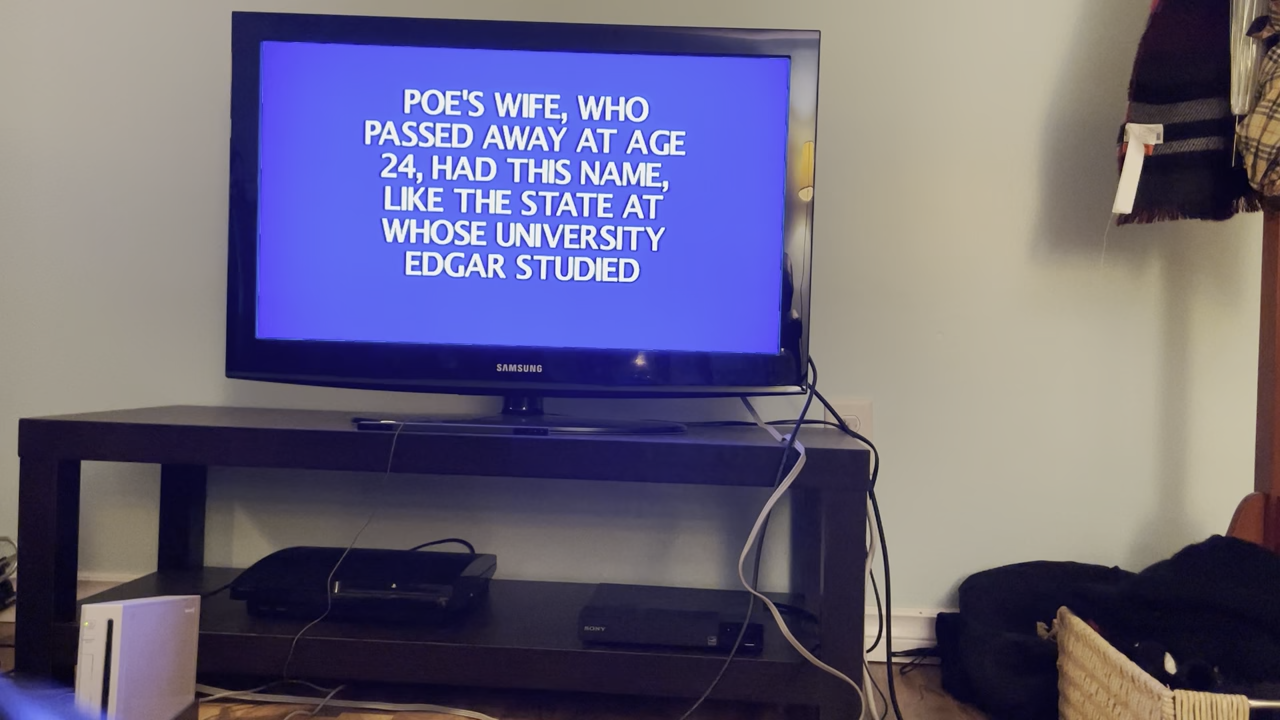 POE'S WIFE, WHO
PASSED AWAY AT AGE
24, HAD THIS NAME,
LIKE THE STATE AT
WHOSE UNIVERSITY
EDGAR STUDIED
SAMSUNG
SONY